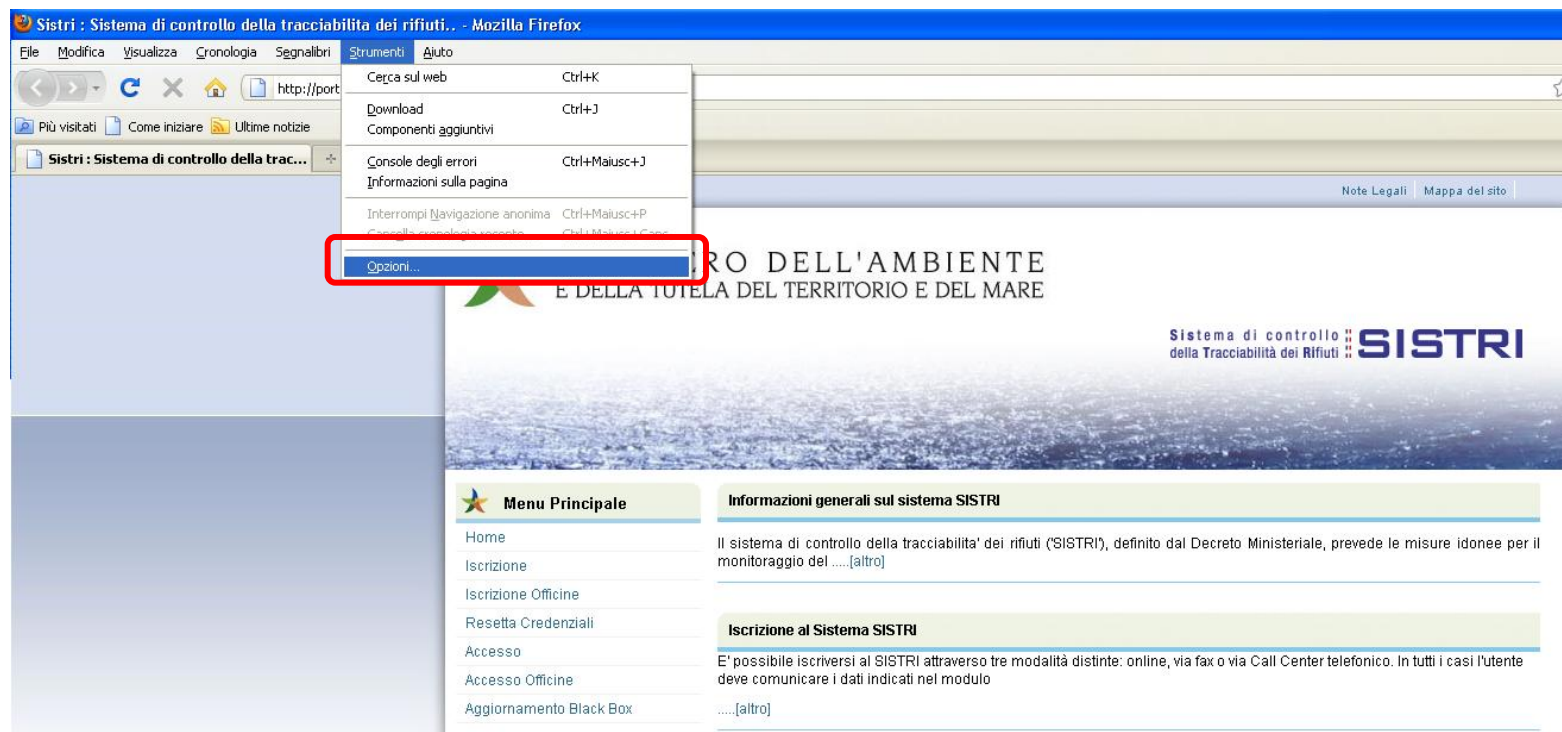 Sistri : Sistema di controllo della tracciabilita dei rifiuti.. - Mozilla Firefox
File Modifica Visualizza Cronologia Segnalibri Strumenti Aiuto
http://port
Più visitati Come iniziare Ultime notizie
Sistri : Sistema di controllo della trac...
Cerca sul web Ctrl+K
Download Ctrl+J
Componenti aggiuntivi
Console degli errori Ctrl+Maiusc+J
Informazioni sulla pagina
Interrompi Navigazione anonima Ctrl+Maiusc+P
Cancella cronologia recente Ctrl+Maiusc+Canc
Opzioni...
Note Legali Mappa del sito
RO DELL'AMBIENTE
E DELLA TUTELA DEL TERRITORIO E DEL MARE
Sistema di controllo
della Tracciabilità dei Rifiuti
SISTRI
Menu Principale
Home
Iscrizione
Iscrizione Officine
Resetta Credenziali
Accesso
Accesso Officine
Aggiornamento Black Box
Informazioni generali sul sistema SISTRI
Il sistema di controllo della tracciabilita' dei rifiuti ('SISTRI'), definito dal Decreto Ministeriale, prevede le misure idonee per il
monitoraggio del .....[altro]
Iscrizione al Sistema SISTRI
E' possibile iscriversi al SISTRI attraverso tre modalità distinte: online, via fax o via Call Center telefonico. In tutti i casi l'utente
deve comunicare i dati indicati nel modulo
.....[altro]